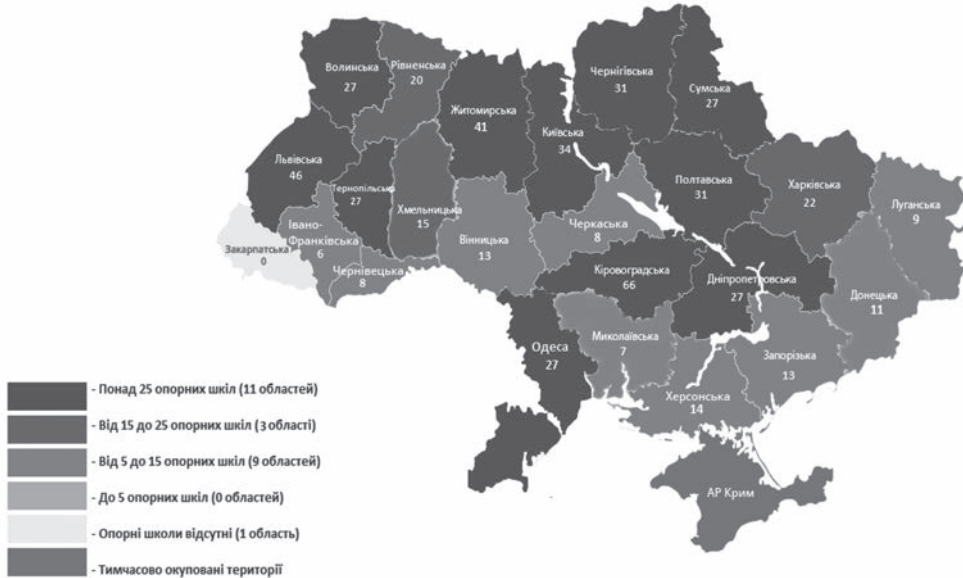 Волинська
27
Рівненська
20
Житомирська
41
Київська
34
Чернігівська
31
Сумська
27
Львівська
46
Тернопільська
27
Хмельницька
15
Івано-
Франківська
6
Закарпатська
0
Чернівецька
8
Вінницька
13
Черкаська
8
Полтавська
31
Харківська
22
Луганська
9
Кіровоградська
66
Дніпропетровська
27
Донецька
11
Одеса
27
Миколаївська
7
Запорізька
13
Херсонська
14
АР Крим
- Понад 25 опорних шкіл (11 областей)
- Від 15 до 25 опорних шкіл (3 області)
- Від 5 до 15 опорних шкіл (9 областей)
- До 5 опорних шкіл (0 областей)
- Опорні школи відсутні (1 область)
- Тимчасово окуповані території